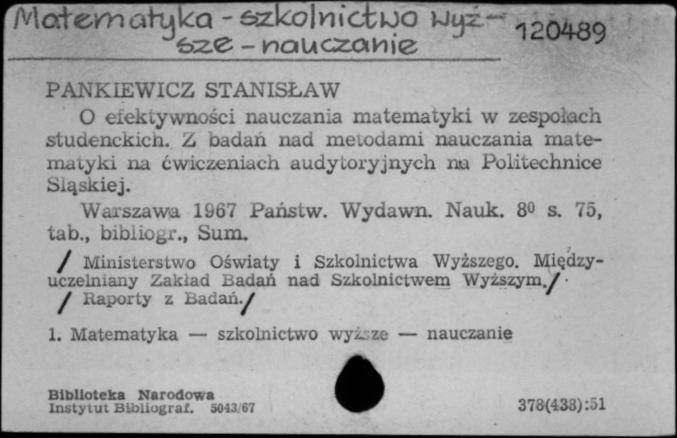 Matematyka - szkolnictwo wyż-
sze - nauczanie
120489
PANKIEWICZ STANISŁAW
O efektywności nauczania matematyki w zespołach
studenckich. Z badań nad metodami nauczania mate-
matyki na ćwiczeniach audytoryjnych na Politechnice
Śląskiej.
Warszawa 1967 Państw. Wydawn. Nauk. 8⁰ s. 75,
tab., bibliogr., Sum.
/ Ministerstwo Oświaty i Szkolnictwa Wyższego. Między-
uczelniany Zakład Badań nad Szkolnictwem Wyższym./
/ Raporty z Badań./
1. Matematyka — szkolnictwo wyższe — nauczanie
Biblioteka Narodowa
Instytut Bibliograf. 5043/67
378(438):51